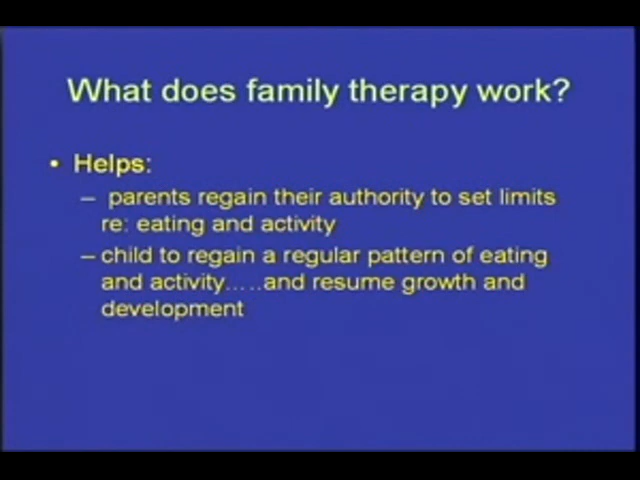 What does family therapy work?
• Helps:
– parents regain their authority to set limits
re: eating and activity
– child to regain a regular pattern of eating
and activity.....and resume growth and
development